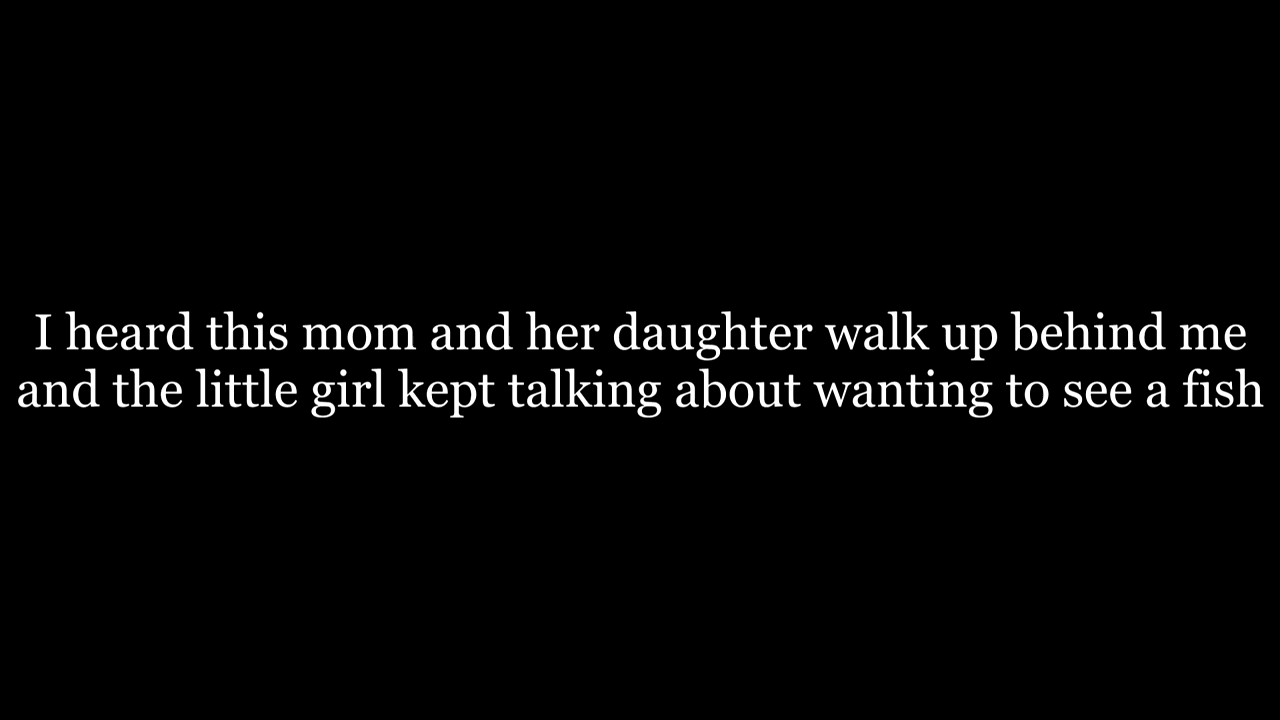 I heard this mom and her daughter walk up behind me
and the little girl kept talking about wanting to see a fish